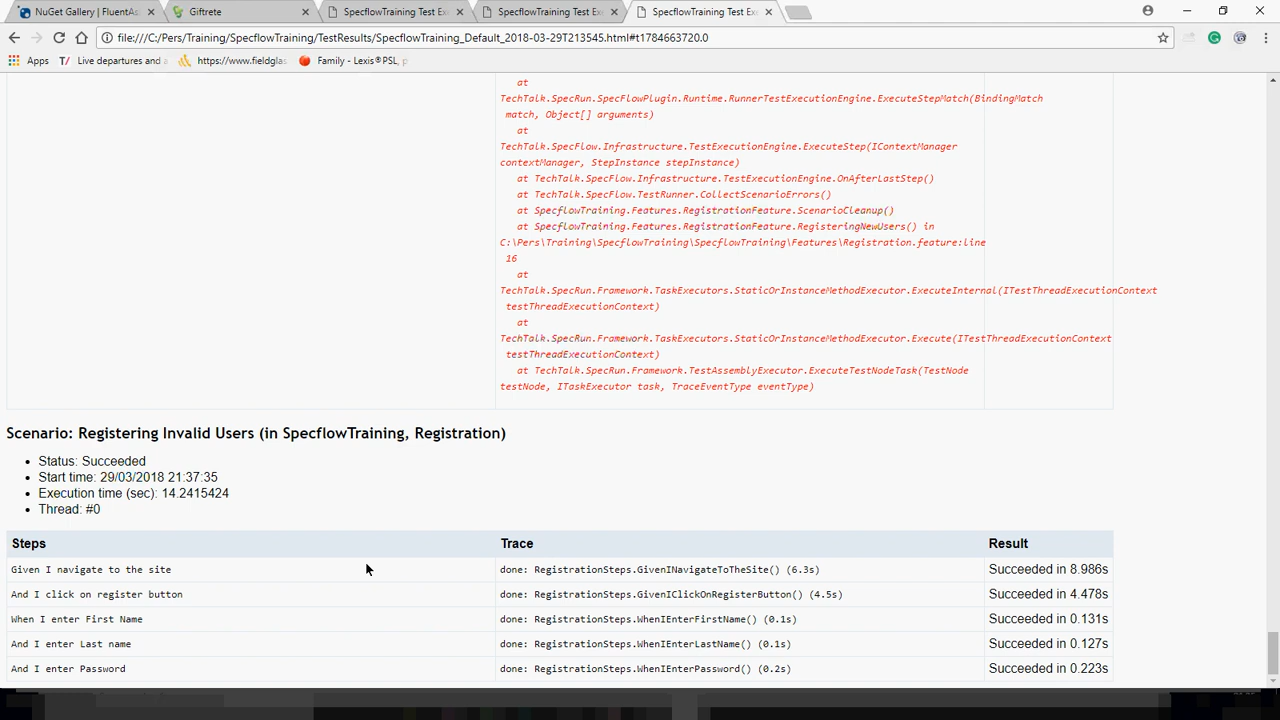 NuGet Gallery | FluentAs
Giftrete
SpecflowTraining Test Ex
SpecflowTraining Test Ex
SpecflowTraining Test Ex
file:///C:/Pers/Training/SpecflowTraining/TestResults/SpecflowTraining_Default_2018-03-29T213545.html#t1784663720.0
Apps
Live departures and a
https://www.fieldglas
Family - Lexis®PSL, p
at
TechTalk.SpecRun.SpecFlowPlugin.Runtime.RunnerTestExecutionEngine.ExecuteStepMatch(BindingMatch
match, Object[] arguments)
at
TechTalk.SpecFlow.Infrastructure.TestExecutionEngine.ExecuteStep(IContextManager
contextManager, StepInstance stepInstance)
at TechTalk.SpecFlow.Infrastructure.TestExecutionEngine.OnAfterLastStep()
at TechTalk.SpecFlow.TestRunner.CollectScenarioErrors()
at SpecflowTraining.Features.RegistrationFeature.ScenarioCleanup()
at SpecflowTraining.Features.RegistrationFeature.RegisteringNewUsers() in
C:\Pers\Training\SpecflowTraining\SpecflowTraining\Features\Registration.feature:line
16
at
TechTalk.SpecRun.Framework.TaskExecutors.StaticOrInstanceMethodExecutor.ExecuteInternal(ITestThreadExecutionContext
testThreadExecutionContext)
at
TechTalk.SpecRun.Framework.TaskExecutors.StaticOrInstanceMethodExecutor.Execute(ITestThreadExecutionContext
testThreadExecutionContext)
at TechTalk.SpecRun.Framework.TestAssemblyExecutor.ExecuteTestNodeTask(TestNode
testNode, ITaskExecutor task, TraceEventType eventType)
Scenario: Registering Invalid Users (in SpecflowTraining, Registration)
• Status: Succeeded
• Start time: 29/03/2018 21:37:35
• Execution time (sec): 14.2415424
• Thread: #0
Steps Trace Result
Given I navigate to the site done: RegistrationSteps.GivenINavigateToTheSite() (6.3s) Succeeded in 8.986s
And I click on register button done: RegistrationSteps.GivenIClickOnRegisterButton() (4.5s) Succeeded in 4.478s
When I enter First Name done: RegistrationSteps.WhenIEnterFirstName() (0.1s) Succeeded in 0.131s
And I enter Last name done: RegistrationSteps.WhenIEnterLastName() (0.1s) Succeeded in 0.127s
And I enter Password done: RegistrationSteps.WhenIEnterPassword() (0.2s) Succeeded in 0.223s